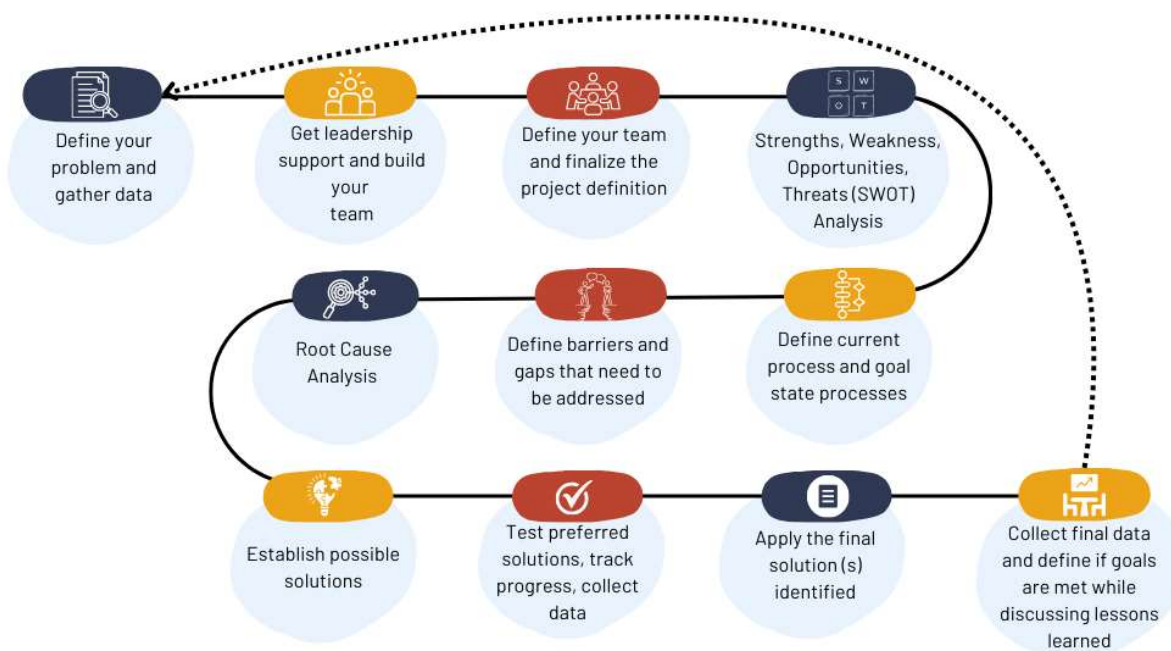 Define your
problem and
gather data
Get leadership
support and build
your
team
Define your team
and finalize the
project definition
S W
O T
Strengths, Weakness,
Opportunities,
Threats (SWOT)
Analysis
Root Cause
Analysis
Define barriers and
gaps that need to
be addressed
Define current
process and goal
state processes
Establish possible
solutions
Test preferred
solutions, track
progress, collect
data
Apply the final
solution (s)
identified
Collect final data
and define if goals
are met while
discussing lessons
learned